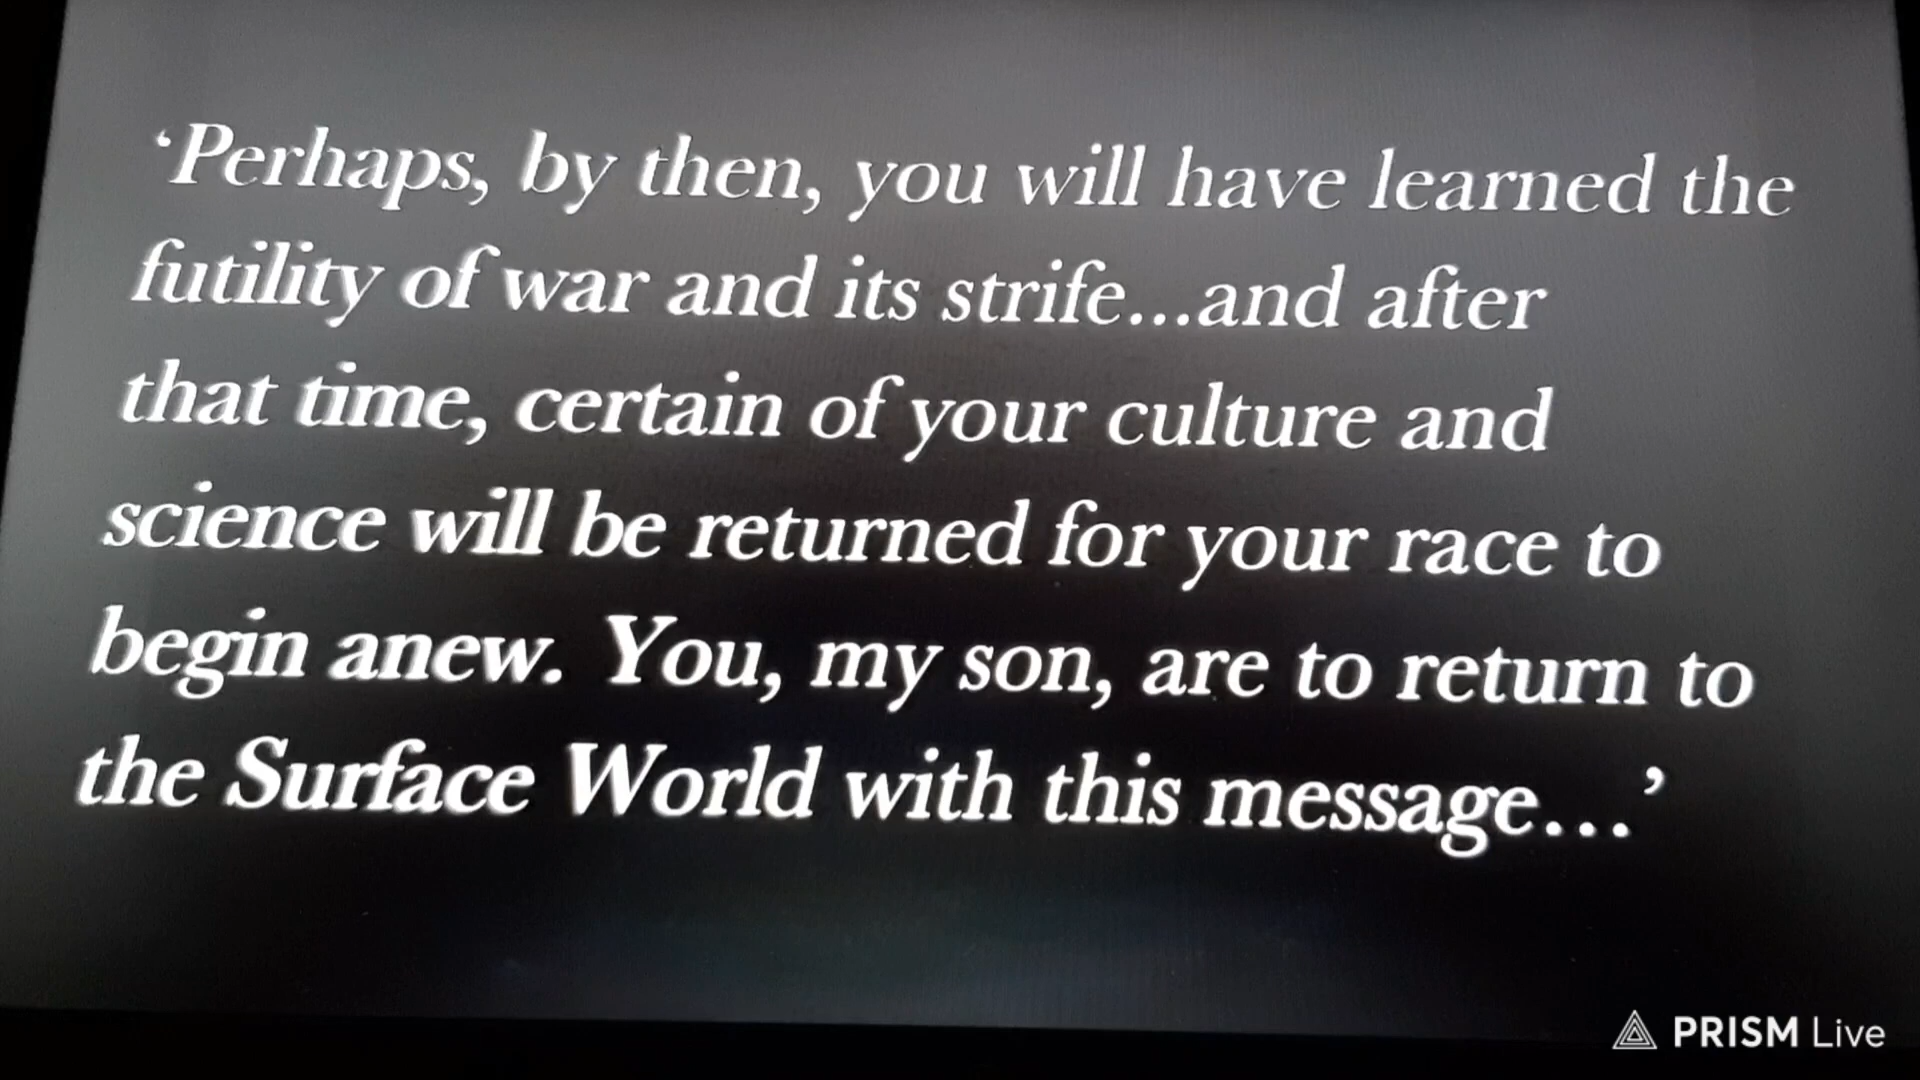 ‘Perhaps, by then, you will have learned the
futility of war and its strife...and after
that time, certain of your culture and
science will be returned for your race to
begin anew. You, my son, are to return to
the Surface World with this message...’
PRISM Live